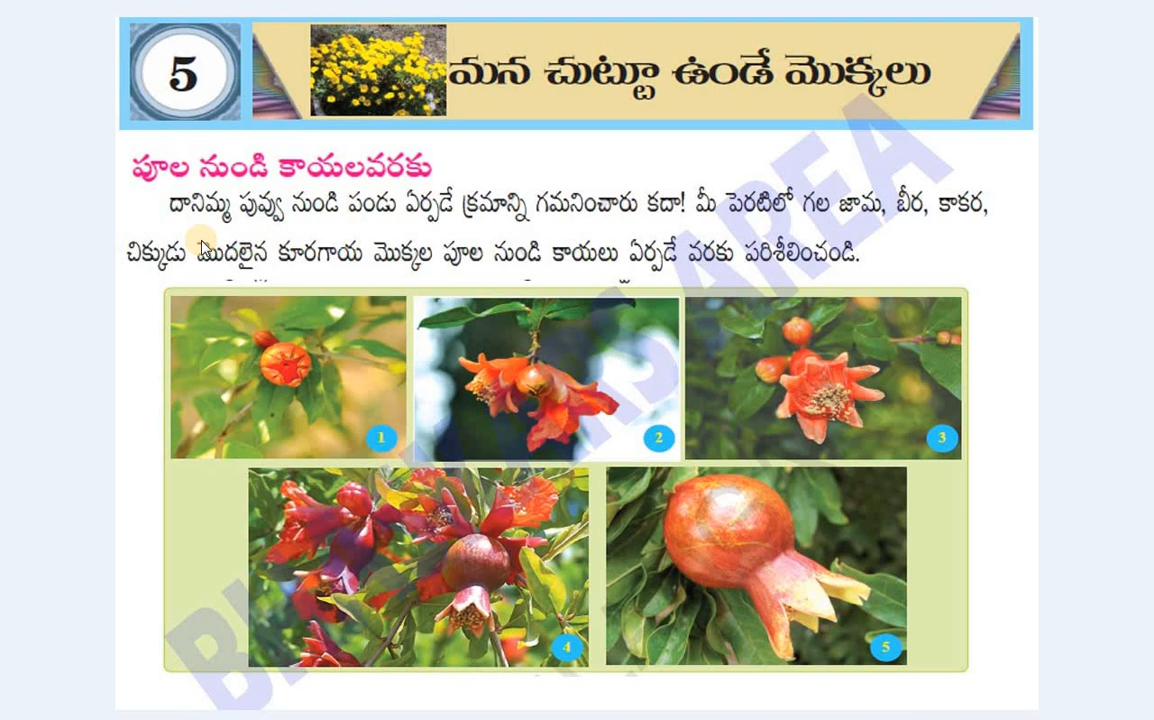 5
మన చుట్టూ ఉండే మొక్కలు
పూల నుండి కాయలవరకు
దానిమ్మ పువ్వు నుండి పండు ఏర్పడే క్రమాన్ని గమనించారు కదా! మీ పెరటిలో గల జామ, బీర, కాకర,
చిక్కుడు మొదలైన కూరగాయ మొక్కల పూల నుండి కాయలు ఏర్పడే వరకు పరిశీలించండి.
1
2
3
4
5